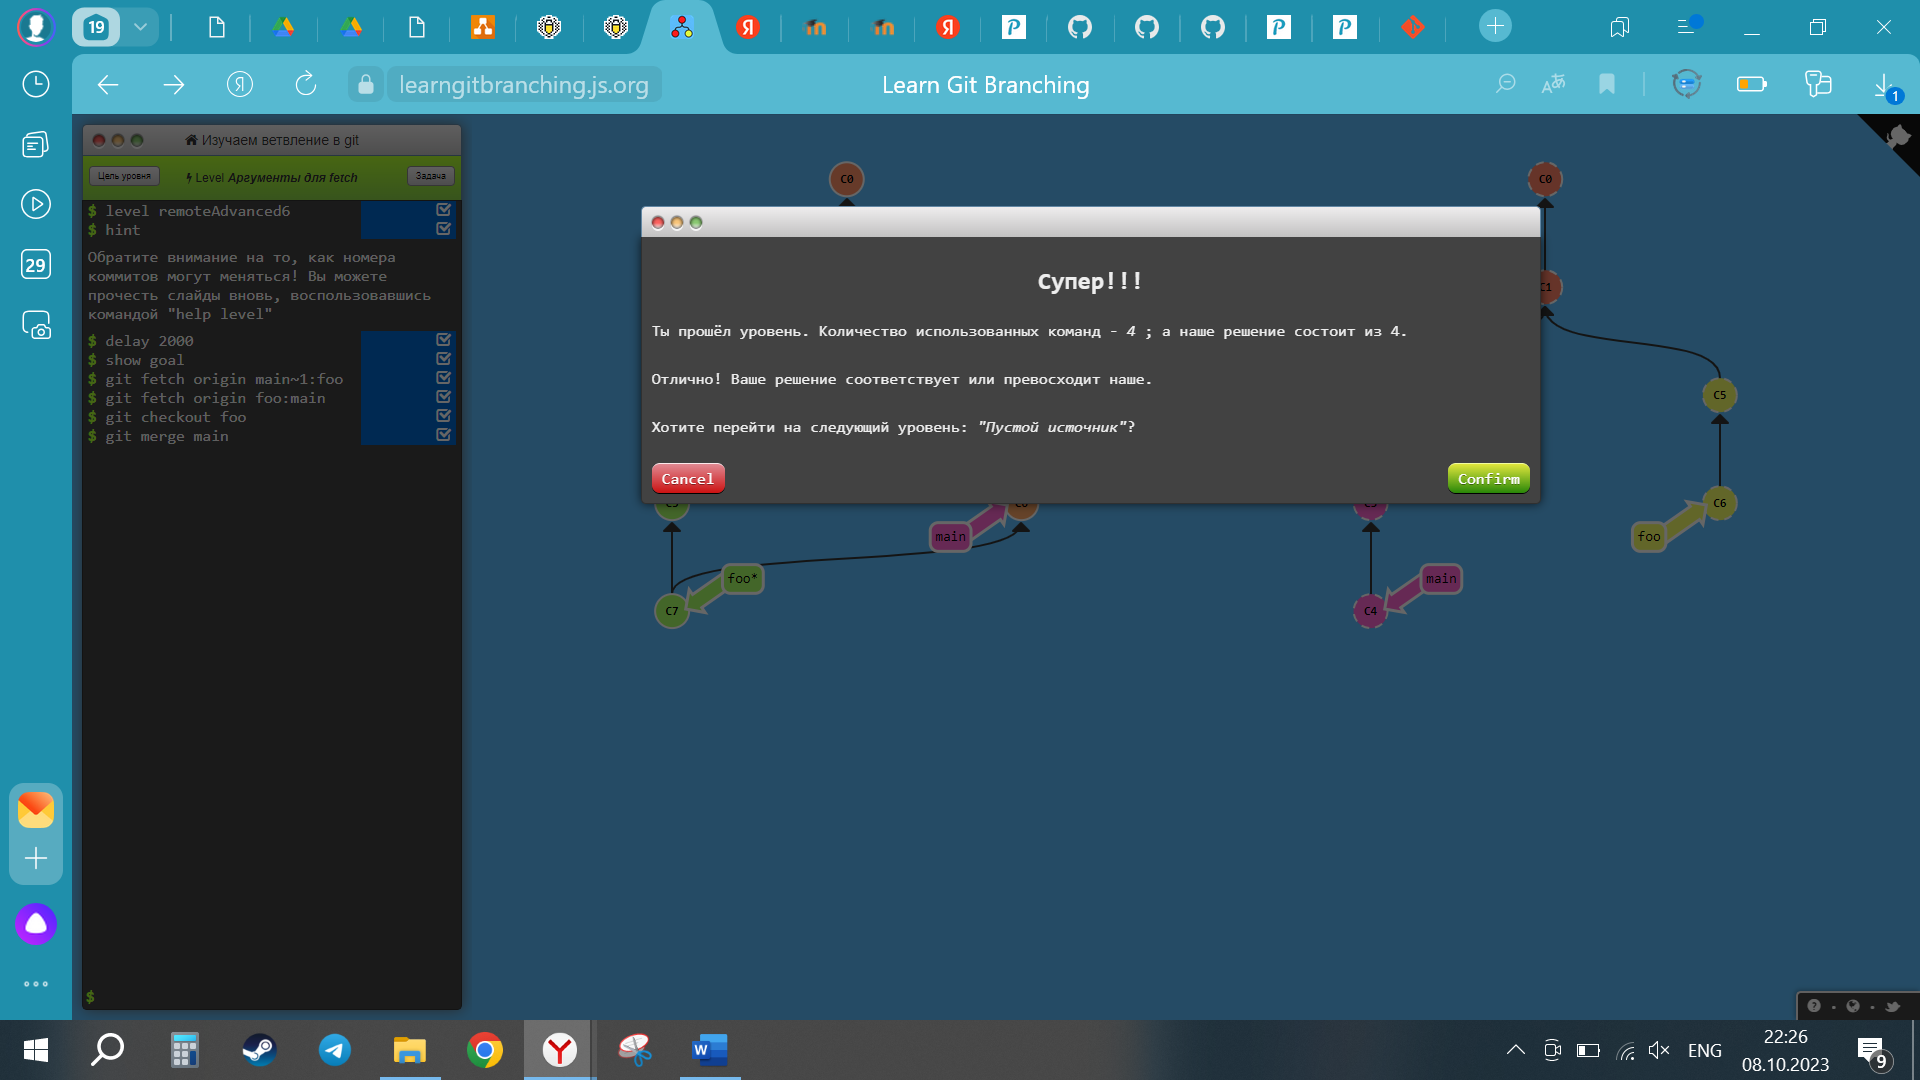 19
learngitbranching.js.org
Learn Git Branching
1
29
Изучаем ветвление в git
Цель уровня
Level Аргументы для fetch
Задача
$ level remoteAdvanced6
$ hint
Обратите внимание на то, как номера
коммитов могут меняться! Вы можете
прочесть слайды вновь, воспользовавшись
командой "help level"
$ delay 2000
$ show goal
$ git fetch origin main~1:foo
$ git fetch origin foo:main
$ git checkout foo
$ git merge main
$
C0
C0
C1
C5
C6
foo
main
foo*
C7
main
C4
Супер!!!
Ты прошёл уровень. Количество использованных команд - 4 ; а наше решение состоит из 4.
Отлично! Ваше решение соответствует или превосходит наше.
Хотите перейти на следующий уровень: "Пустой источник"?
Cancel
Confirm
ENG
22:26
08.10.2023
9